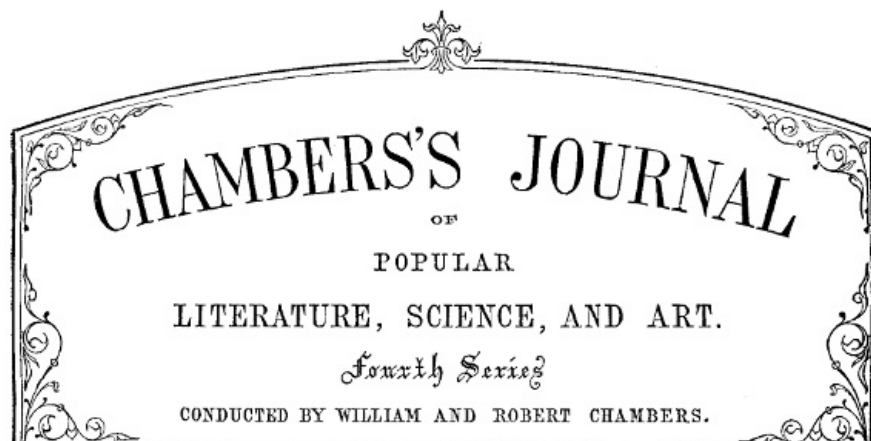 CHAMBERS'S JOURNAL
OF
POPULAR
LITERATURE, SCIENCE, AND ART.
Fourth Series
CONDUCTED BY WILLIAM AND ROBERT CHAMBERS.